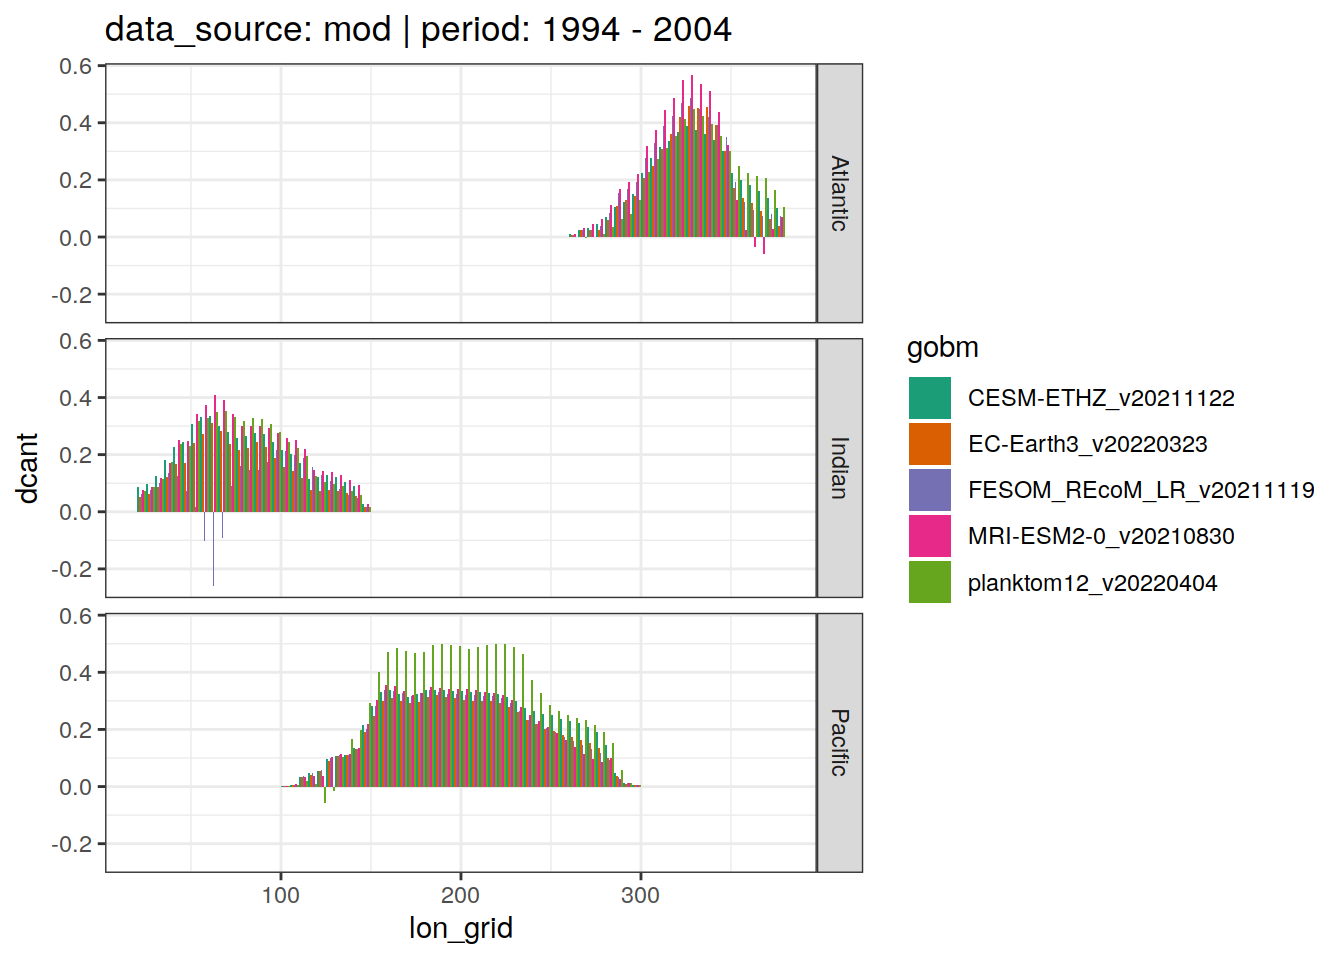 data_source: mod | period: 1994 - 2004
0.6
0.4
0.2
0.0
-0.2
Atlantic
0.6
0.4
0.2
0.0
-0.2
Indian
0.6
0.4
0.2
0.0
-0.2
Pacific
dcant
100
200
300
lon_grid
gobm
CESM-ETHZ_v20211122
EC-Earth3_v20220323
FESOM_REcoM_LR_v20211119
MRI-ESM2-0_v20210830
planktom12_v20220404